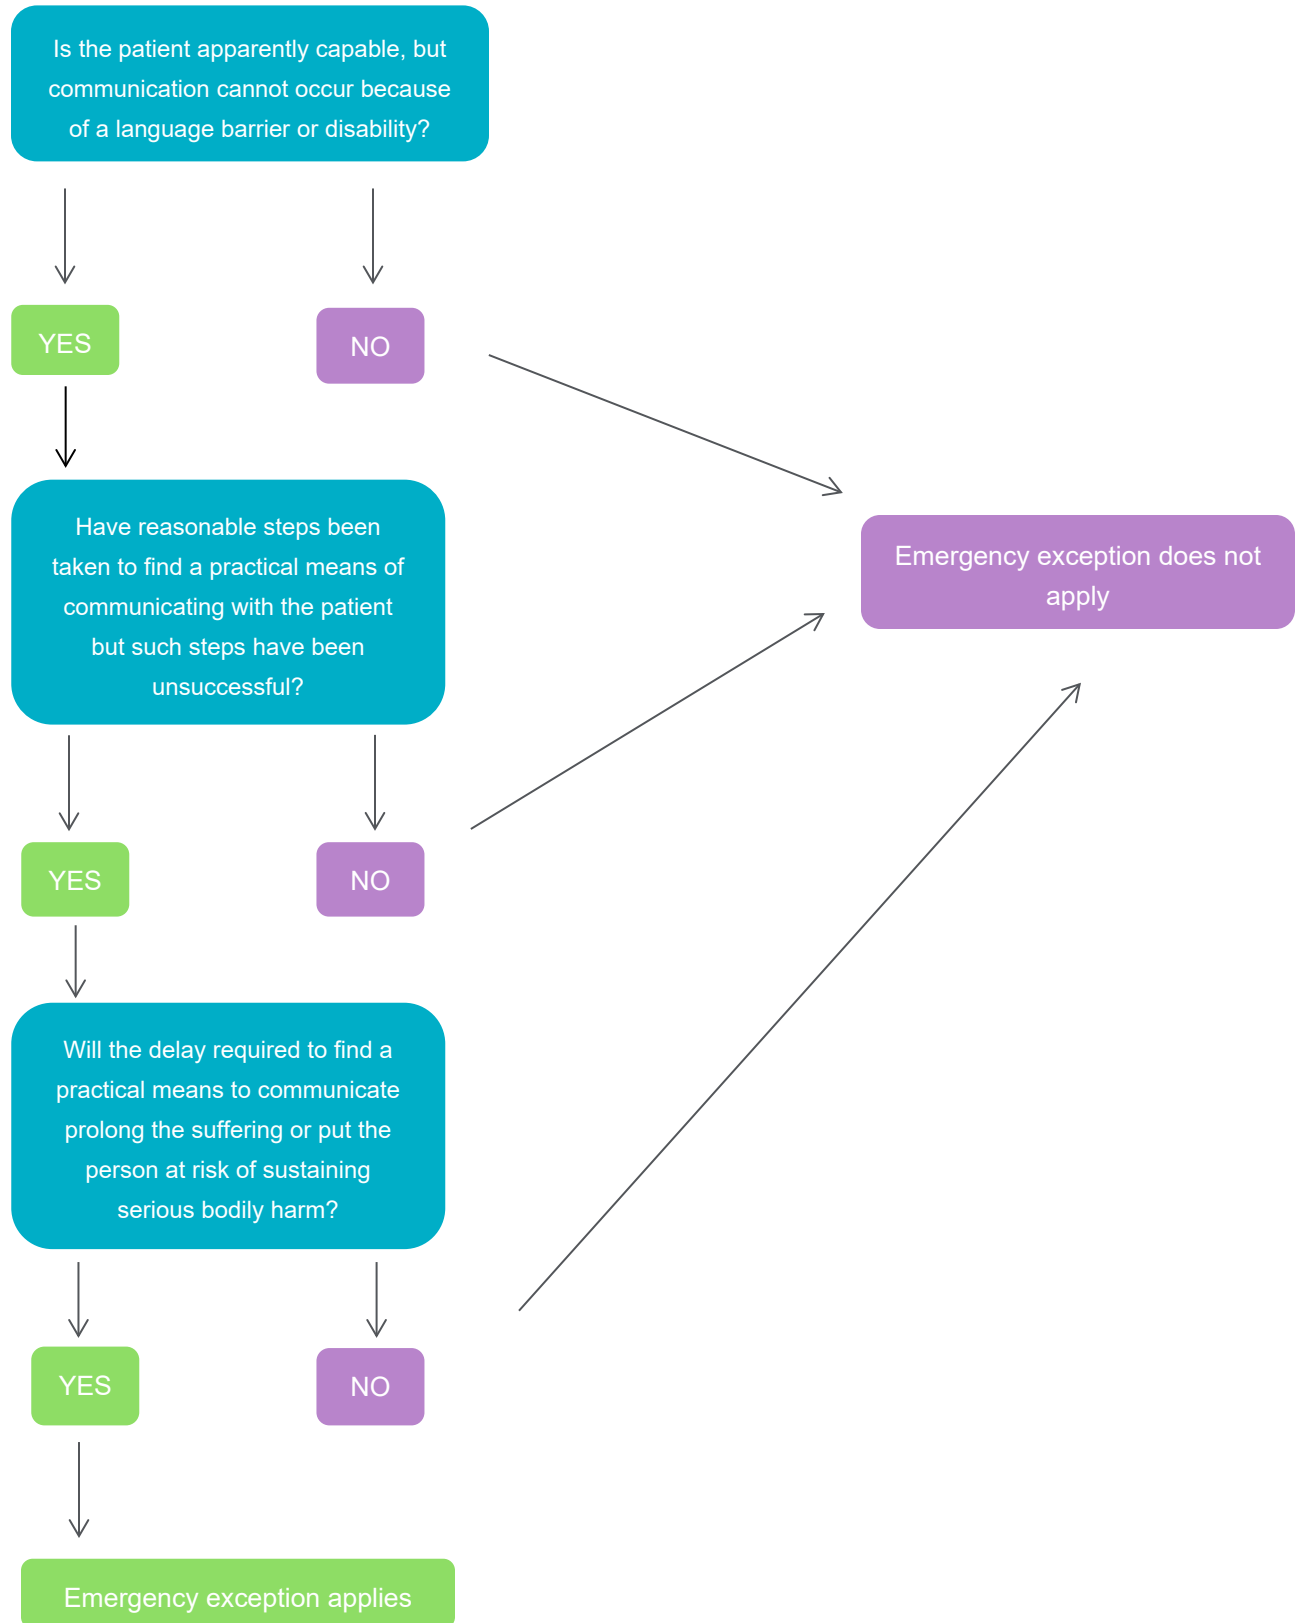 Is the patient apparently capable, but
communication cannot occur because
of a language barrier or disability?
YES
NO
Have reasonable steps been
taken to find a practical means of
communicating with the patient
but such steps have been
unsuccessful?
Emergency exception does not
apply
YES
NO
Will the delay required to find a
practical means to communicate
prolong the suffering or put the
person at risk of sustaining
serious bodily harm?
YES
NO
Emergency exception applies